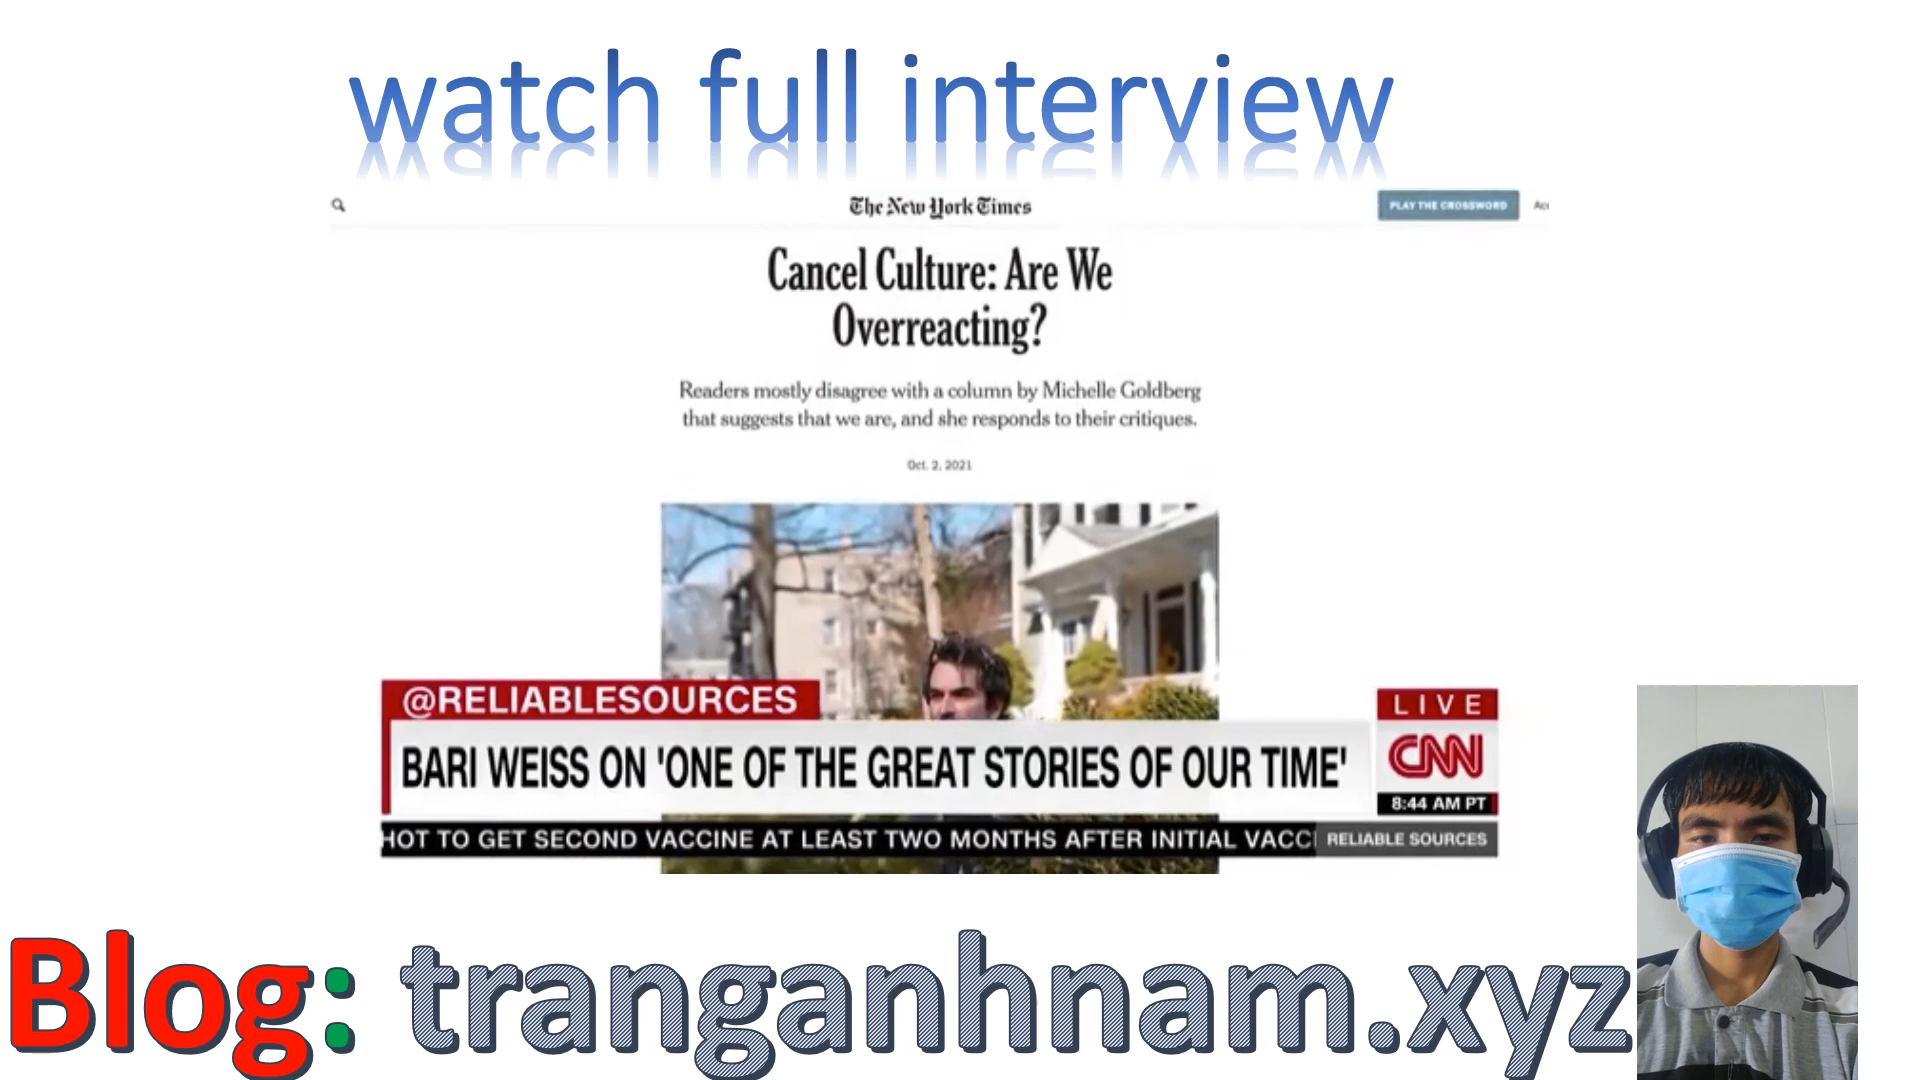 watch full interview
The New York Times
PLAY THE CROSSWORD
Cancel Culture: Are We
Overreacting?
Readers mostly disagree with a column by Michelle Goldberg
that suggests that we are, and she responds to their critiques.
Oct. 2, 2021
@RELIABLESOURCES
LIVE
BARI WEISS ON 'ONE OF THE GREAT STORIES OF OUR TIME'
CNN
8:44 AM PT
HOT TO GET SECOND VACCINE AT LEAST TWO MONTHS AFTER INITIAL VACC
RELIABLE SOURCES
Blog: tranganhnam.xyz